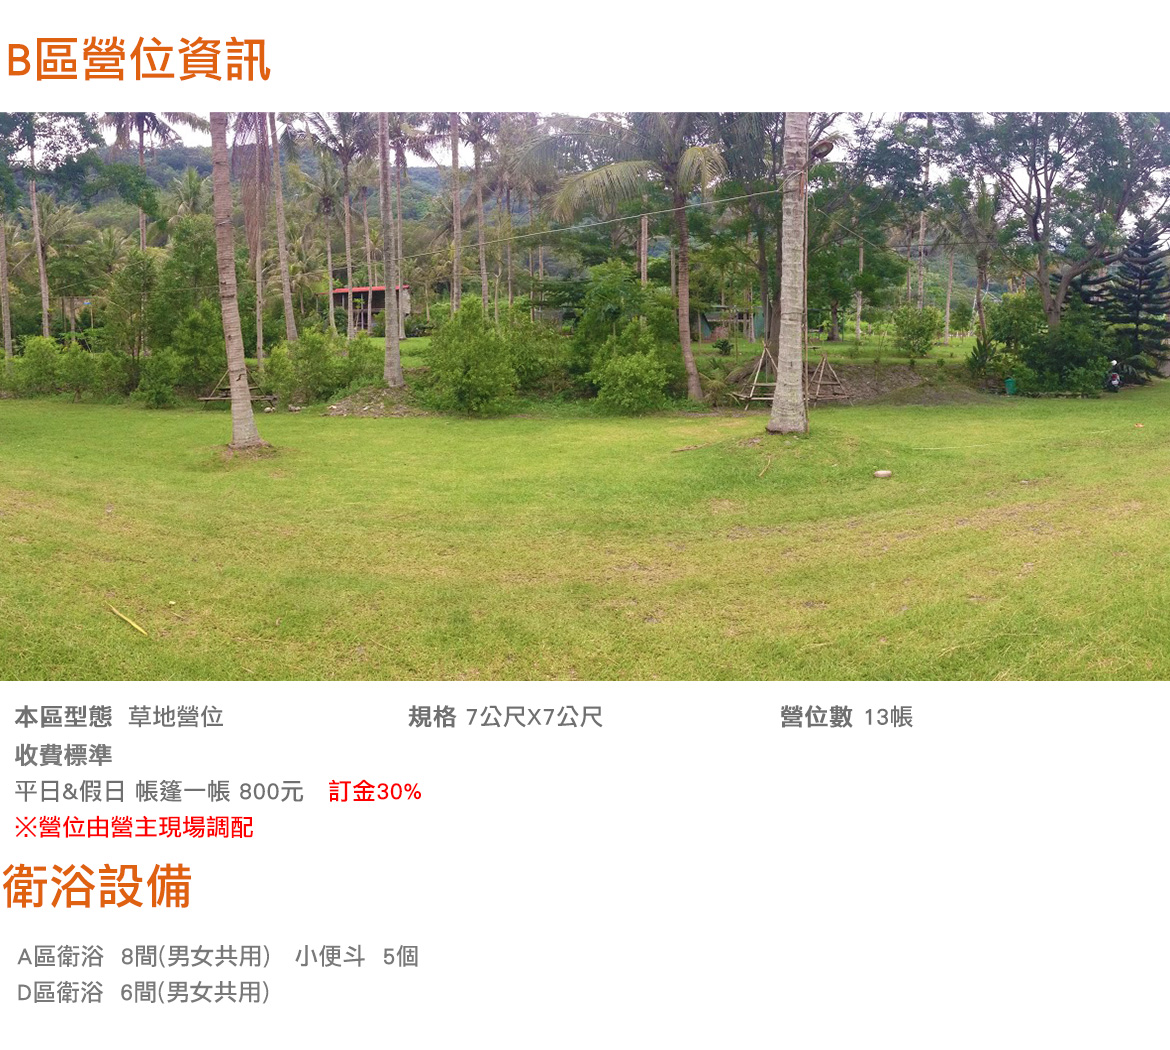 B區營位資訊
本區型態 草地營位 規格 7公尺X7公尺 營位數 13帳
收費標準
平日&假日 帳篷一帳 800元 訂金30%
※營位由營主現場調配
衛浴設備
A區衛浴 8間(男女共用) 小便斗 5個
D區衛浴 6間(男女共用)